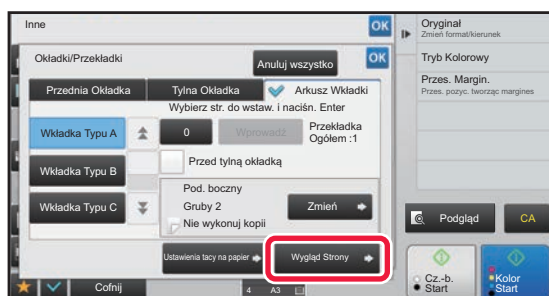 Inne
OK
Okładki/Przekładki
Anuluj wszystko
OK
Przednia Okładka
Tylna Okładka
Arkusz Wkładki
Wybierz str. do wstaw. i naciśn. Enter
Wkładka Typu A
0
Wprowadź
Przekładka
Ogółem :1
Przed tylną okładką
Wkładka Typu B
Pod. boczny
Gruby 2
Nie wykonuj kopii
Zmień
Wkładka Typu C
Ustawienia tacy na papier
Wygląd Strony
Cofnij
4 A3
Oryginał
Zmień format/kierunek
Tryb Kolorowy
Przes. Margin.
Przes. pozyc. tworząc margines
Podgląd
CA
Cz.-b.
Start
Kolor
Start